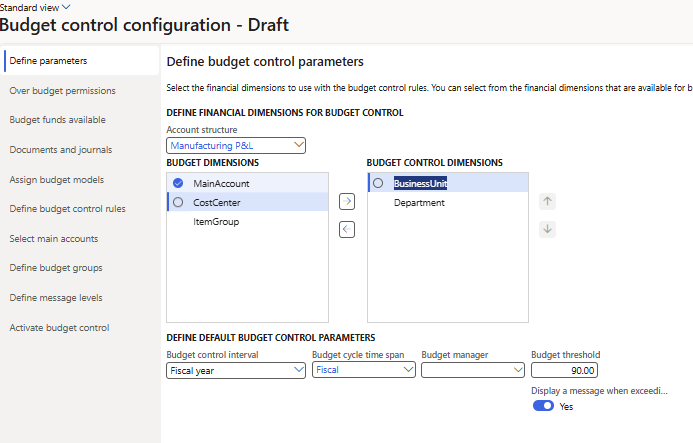 Standard view
Budget control configuration - Draft
Define parameters
Over budget permissions
Budget funds available
Documents and journals
Assign budget models
Define budget control rules
Select main accounts
Define budget groups
Define message levels
Activate budget control
Define budget control parameters
Select the financial dimensions to use with the budget control rules. You can select from the financial dimensions that are available for b
DEFINE FINANCIAL DIMENSIONS FOR BUDGET CONTROL
Account structure
Manufacturing P&L
BUDGET DIMENSIONS
MainAccount
CostCenter
ItemGroup
BUDGET CONTROL DIMENSIONS
BusinessUnit
Department
DEFINE DEFAULT BUDGET CONTROL PARAMETERS
Budget control interval
Fiscal year
Budget cycle time span
Fiscal
Budget manager
Budget threshold
90.00
Display a message when exceedi...
Yes